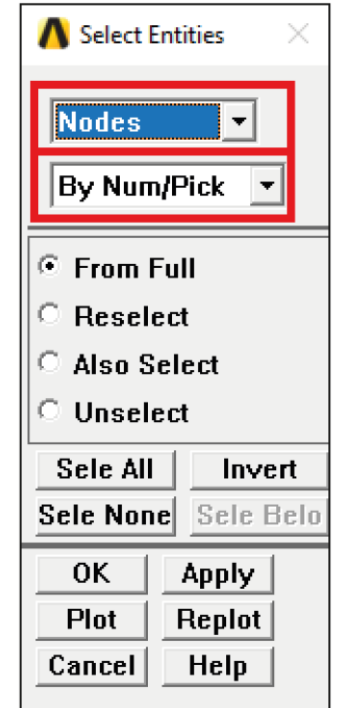 Select Entities
Nodes
By Num/Pick
From Full
Reselect
Also Select
Unselect
Sele All Invert
Sele None Sele Belo
OK Apply
Plot Replot
Cancel Help